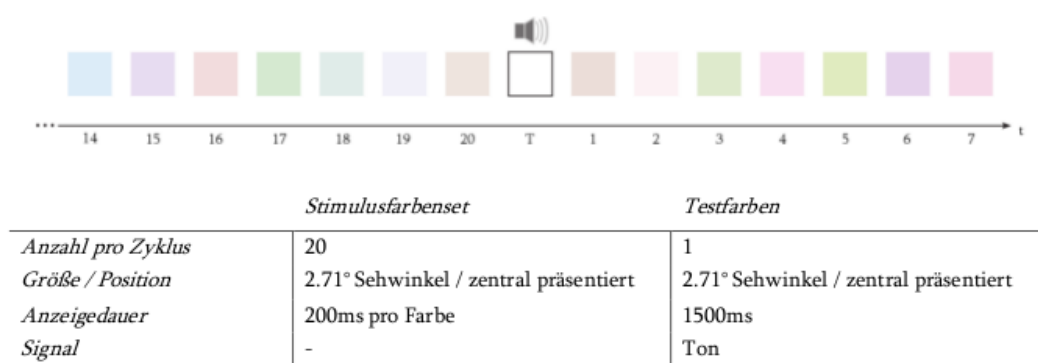 ... 14 15 16 17 18 19 20 T 1 2 3 4 5 6 7 t
Stimulusfarbenset Testfarben
Anzahl pro Zyklus 20 1
Größe / Position 2.71° Sehwinkel / zentral präsentiert 2.71° Sehwinkel / zentral präsentiert
Anzeigedauer 200ms pro Farbe 1500ms
Signal - Ton